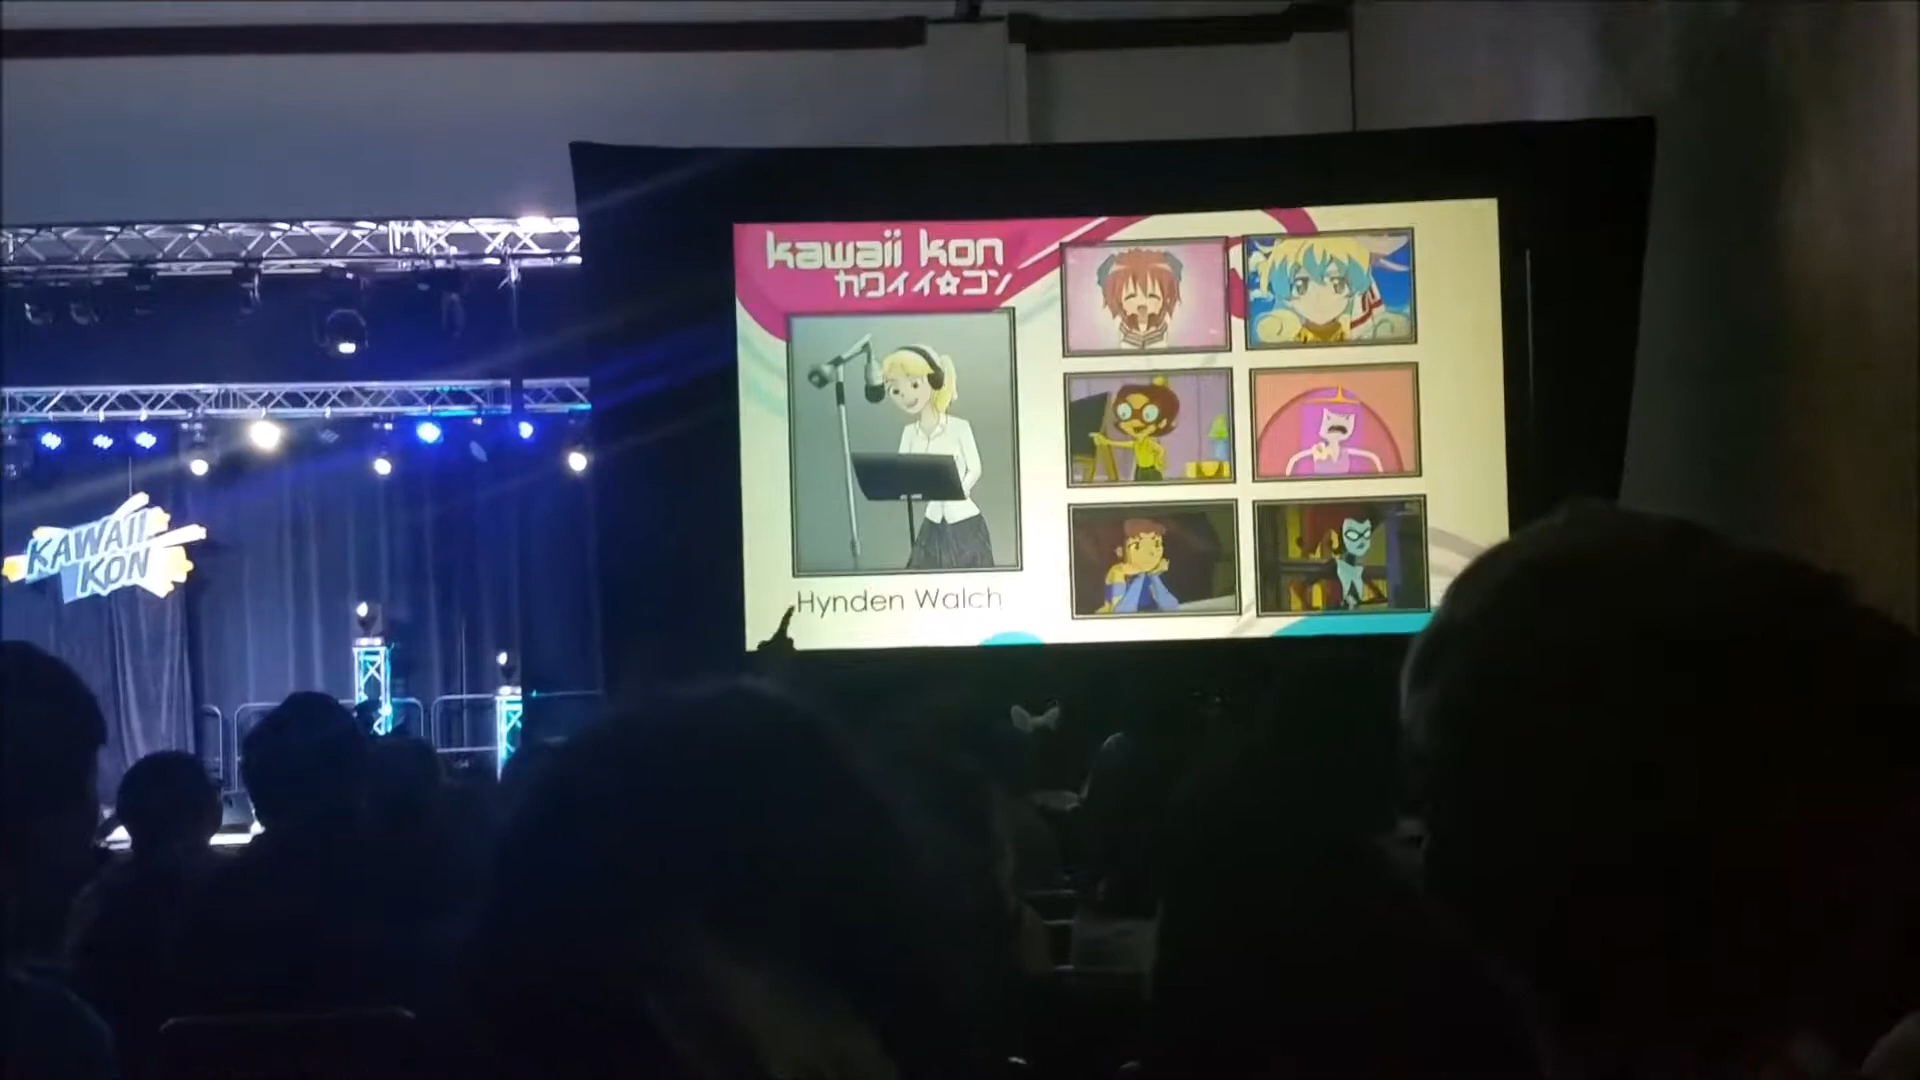 kawaii kon
カワイイ☆コン
KAWAII
KON
Hynden Walch